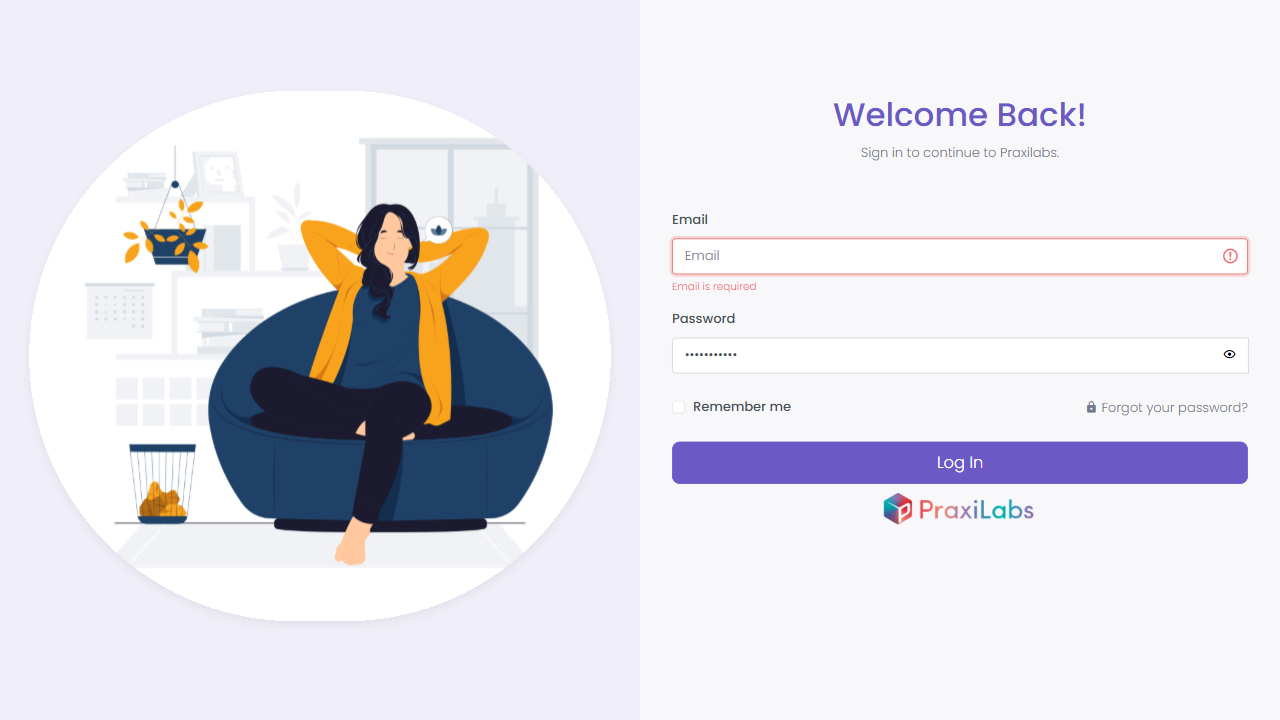 Welcome Back!
Sign in to continue to Praxilabs.
Email
Email
Email is required
Password
•••••••••••
Remember me
Forgot your password?
Log In
PraxiLabs